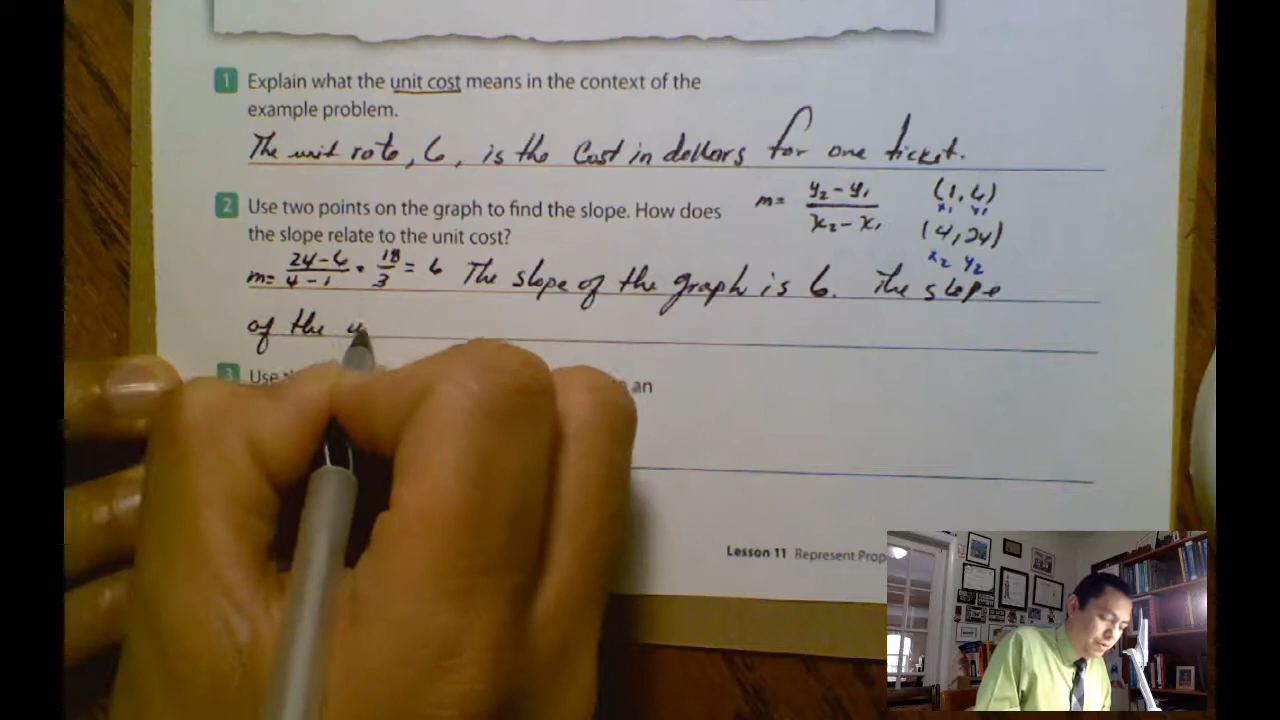 1 Explain what the unit cost means in the context of the
example problem.
The unit rate, 6, is the cost in dollars for one ticket.
2 Use two points on the graph to find the slope. How does
the slope relate to the unit cost?
m = y₂ - y₁ / x₂ - x₁
(1, 6)
x₁ y₁
(4, 24)
x₂ y₂
m = 24-6 / 4-1 = 18/3 = 6 The slope of the graph is 6. The slope
of the
3 Use
an
Lesson 11 Represent Prop